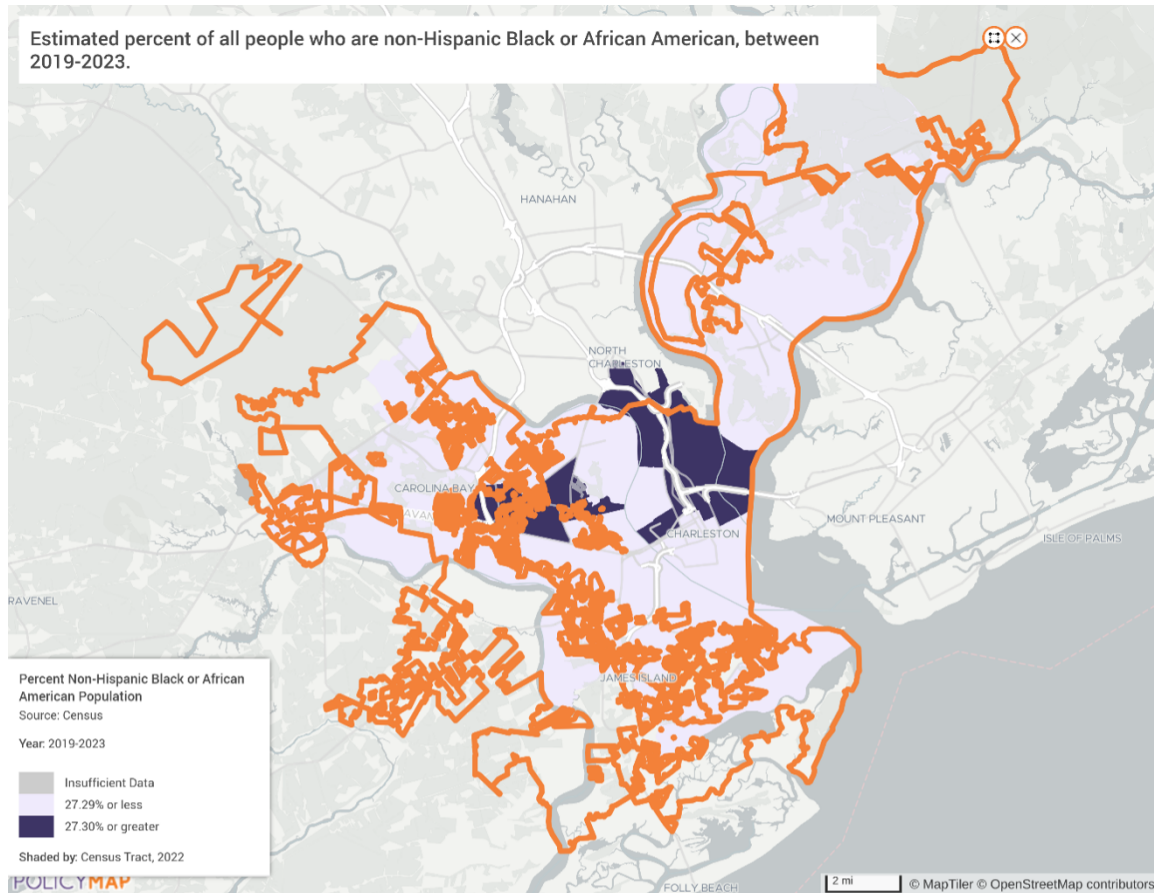 Estimated percent of all people who are non-Hispanic Black or African American, between
2019-2023.
HANAHAN
NORTH
CHARLESTON
CAROLINA BAY
AVAN
CHARLESTON
MOUNT PLEASANT
ISLE OF PALMS
RAVENEL
JAMES ISLAND
Percent Non-Hispanic Black or African
American Population
Source: Census
Year: 2019-2023
Insufficient Data
27.29% or less
27.30% or greater
Shaded by: Census Tract, 2022
POLICYMAP
FOLLY BEACH
2 mi
© MapTiler © OpenStreetMap contributors